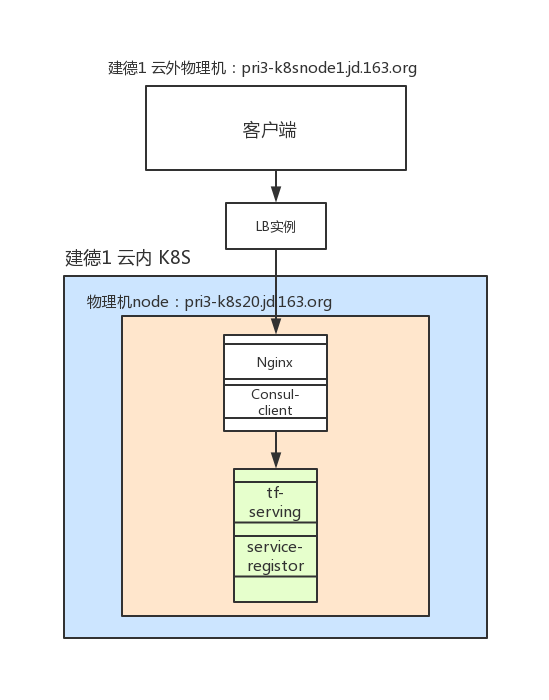 建德1 云外物理机：pri3-k8snode1.jd.163.org
客户端
LB实例
建德1 云内 K8S
物理机node：pri3-k8s20.jd.163.org
Nginx
Consul-
client
tf-
serving
service-
registor